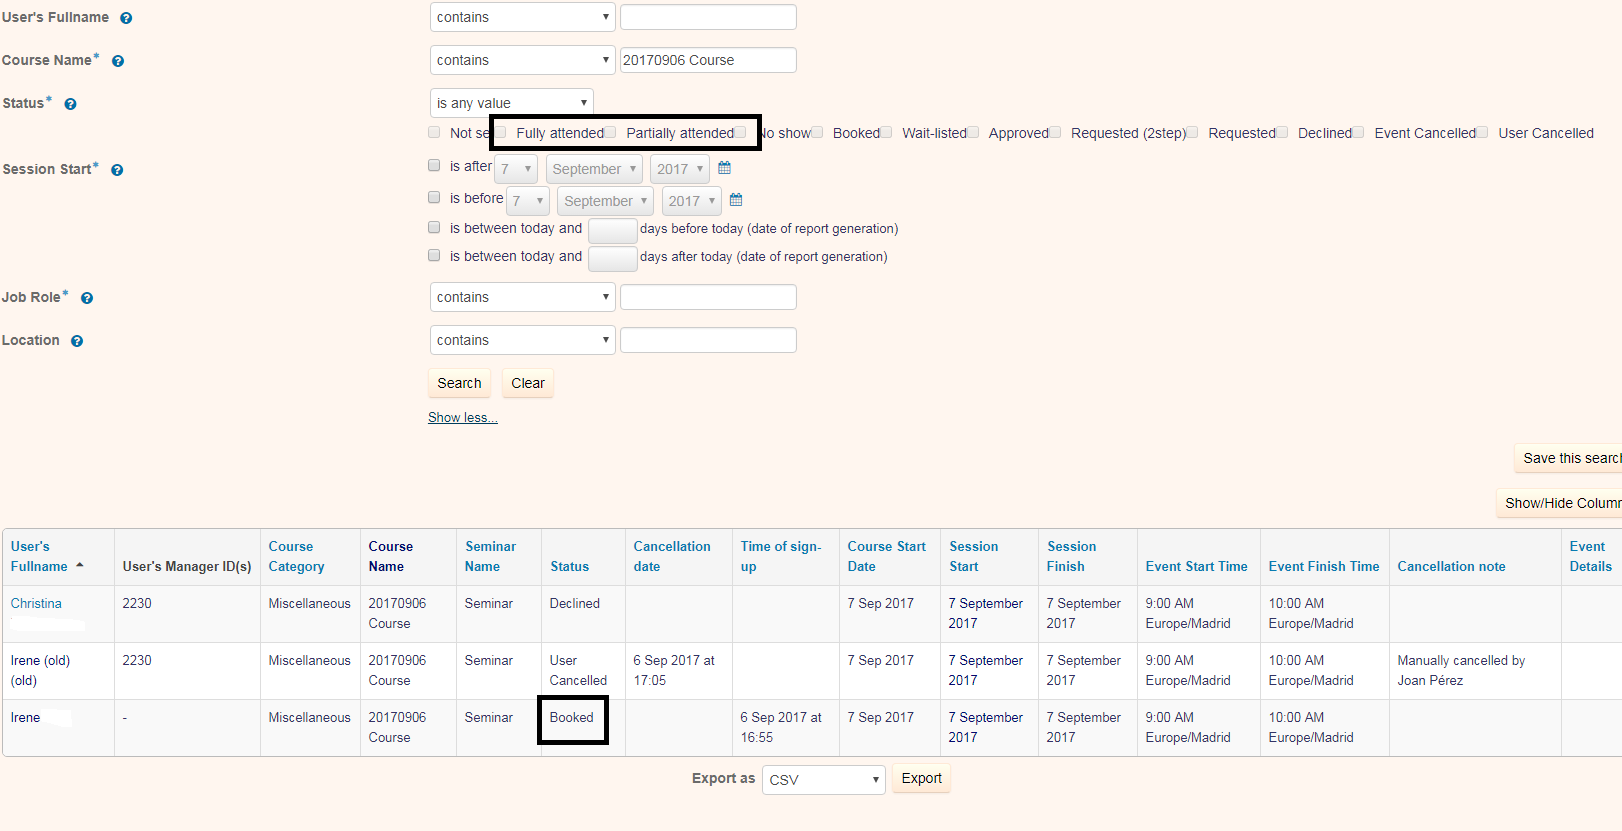 User's Fullname contains
Course Name* contains 20170906 Course
Status* is any value
Not se Fully attended Partially attended No show Booked Wait-listed Approved Requested (2step) Requested Declined Event Cancelled User Cancelled
Session Start* is after 7 September 2017
is before 7 September 2017
is between today and days before today (date of report generation)
is between today and days after today (date of report generation)
Job Role* contains
Location contains
Search Clear
Show less...
Save this search
Show/Hide Colum
User's Fullname User's Manager ID(s) Course Category Course Name Seminar Name Status Cancellation date Time of sign-up Course Start Date Session Start Session Finish Event Start Time Event Finish Time Cancellation note Event Details
Christina 2230 Miscellaneous 20170906 Course Seminar Declined 7 Sep 2017 7 September 2017 7 September 2017 9:00 AM Europe/Madrid 10:00 AM Europe/Madrid
Irene (old) (old) 2230 Miscellaneous 20170906 Course Seminar User Cancelled 6 Sep 2017 at 17:05 7 Sep 2017 7 September 2017 7 September 2017 9:00 AM Europe/Madrid 10:00 AM Europe/Madrid Manually cancelled by Joan Pérez
Irene - Miscellaneous 20170906 Course Seminar Booked 6 Sep 2017 at 16:55 7 Sep 2017 7 September 2017 7 September 2017 9:00 AM Europe/Madrid 10:00 AM Europe/Madrid
Export as CSV Export